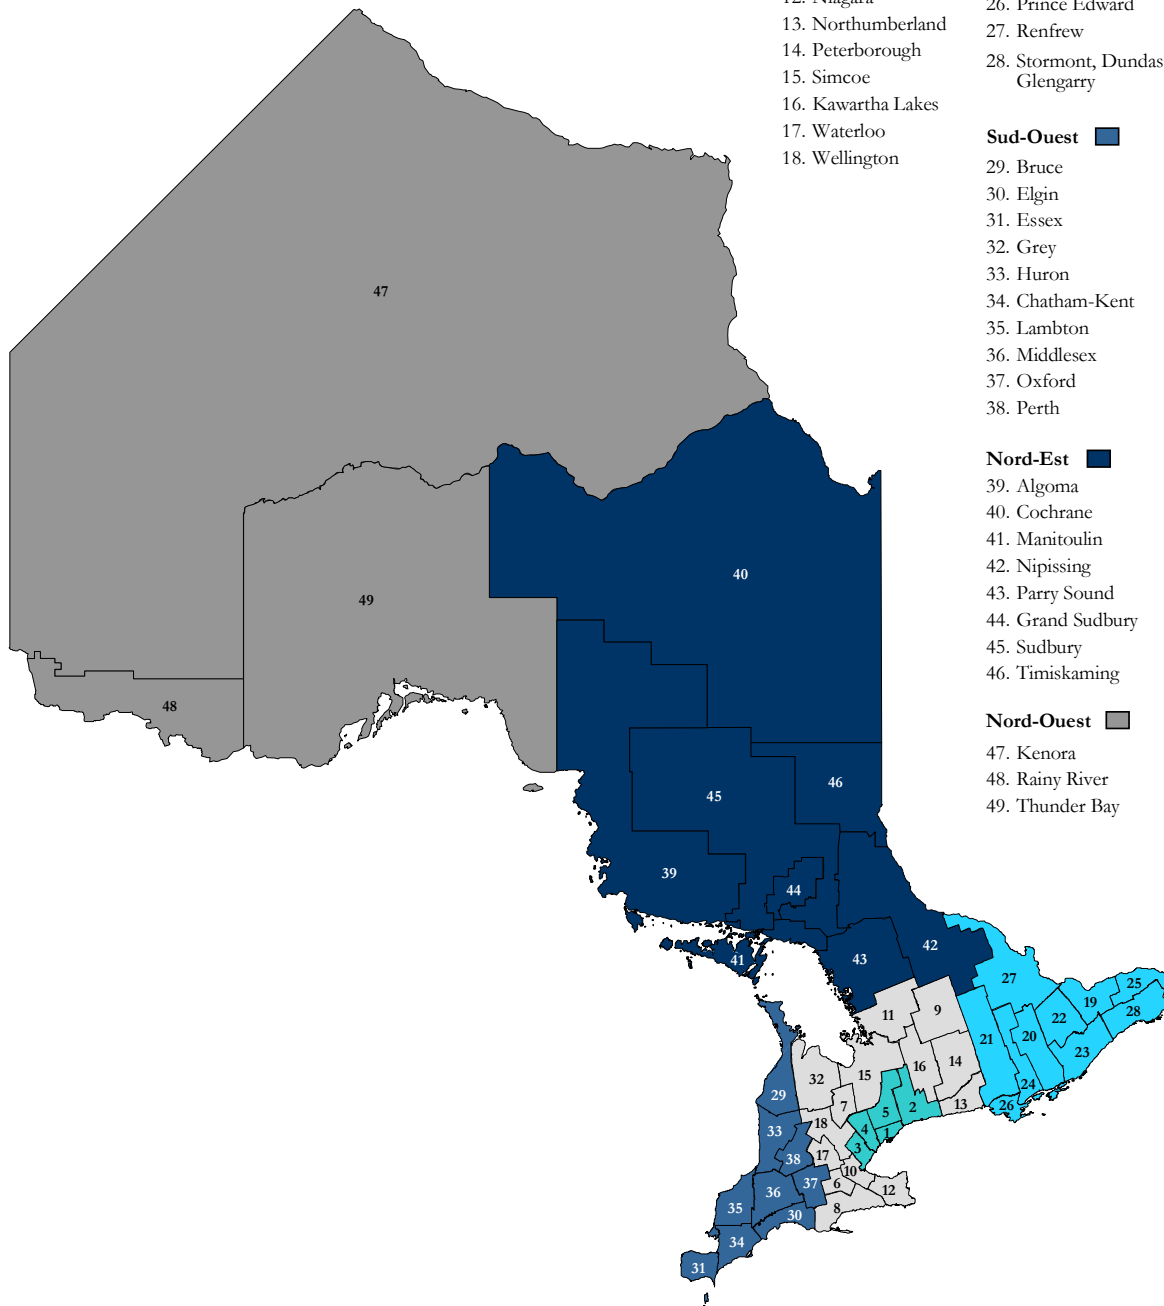 12. Niagara
13. Northumberland
14. Peterborough
15. Simcoe
16. Kawartha Lakes
17. Waterloo
18. Wellington
26. Prince Edward
27. Renfrew
28. Stormont, Dundas
Glengarry
Sud-Ouest
29. Bruce
30. Elgin
31. Essex
32. Grey
33. Huron
34. Chatham-Kent
35. Lambton
36. Middlesex
37. Oxford
38. Perth
Nord-Est
39. Algoma
40. Cochrane
41. Manitoulin
42. Nipissing
43. Parry Sound
44. Grand Sudbury
45. Sudbury
46. Timiskaming
Nord-Ouest
47. Kenora
48. Rainy River
49. Thunder Bay
47
40
49
48
46
45
39
44
42
41
43
27
25
19
28
11
9
22
21
20
23
14
16
15
32
24
29
7
5
2
13
26
18
4
1
33
3
17
38
10
37
6
36
12
35
8
30
34
31